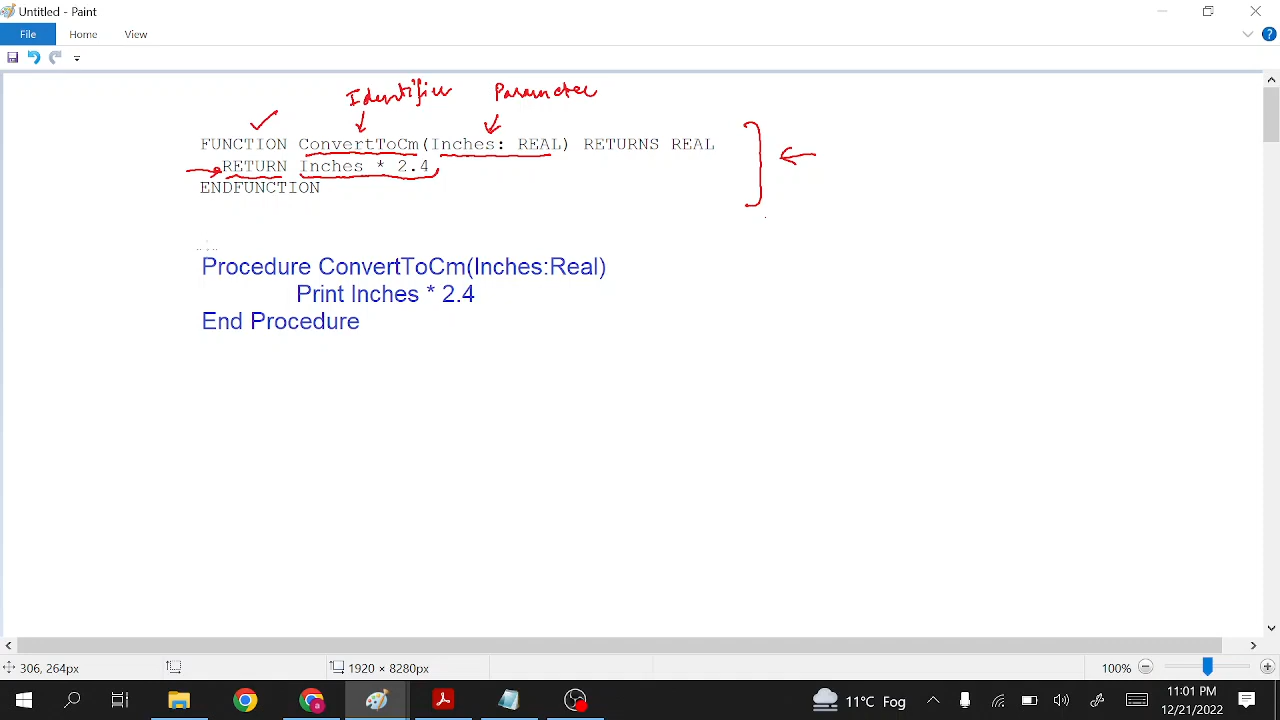 Untitled - Paint
File Home View
Identifier Parameter
FUNCTION ConvertToCm(Inches: REAL) RETURNS REAL
RETURN Inches * 2.4
ENDFUNCTION
Procedure ConvertToCm(Inches:Real)
Print Inches * 2.4
End Procedure
306, 264px 1920 × 8280px 100%
11°C Fog 11:01 PM
12/21/2022